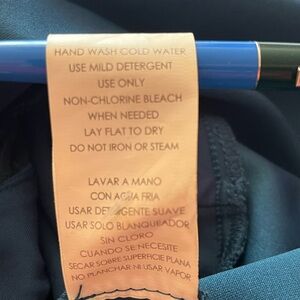 HAND WASH COLD WATER
USE MILD DETERGENT
USE ONLY
NON-CHLORINE BLEACH
WHEN NEEDED
LAY FLAT TO DRY
DO NOT IRON OR STEAM
LAVAR A MANO
CON AGUA FRIA
USAR DETERGENTE SUAVE
USAR SOLO BLANQUEADOR
SIN CLORO
CUANDO SE NECESITE
SECAR SOBRE SUPERFICIE PLANA
NO PLANCHAR NI USAR VAPOR